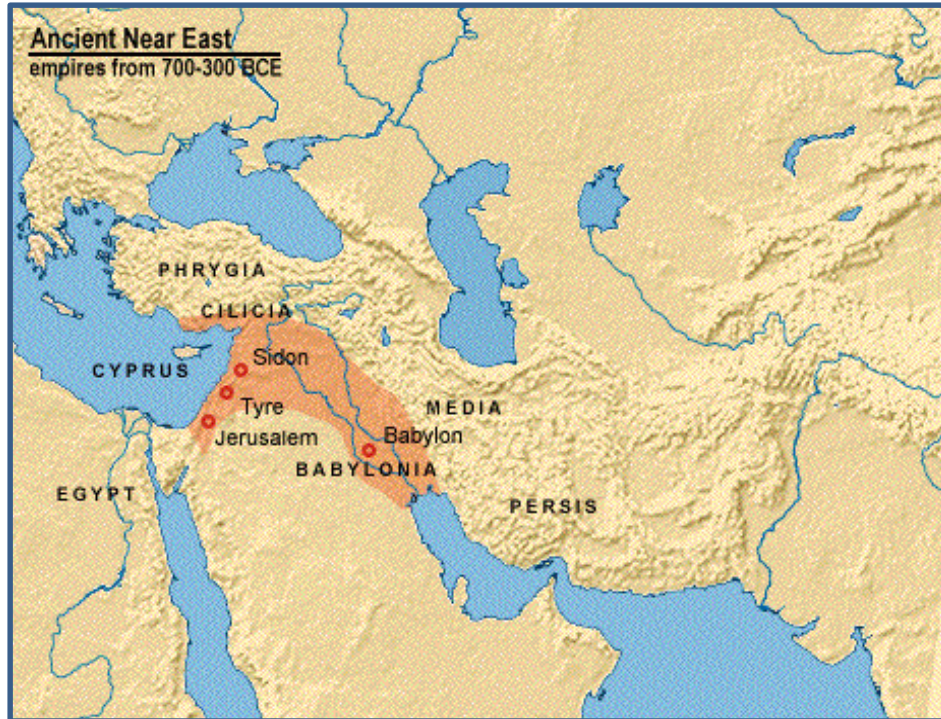 Ancient Near East
empires from 700-300 BCE
PHRYGIA
CILICIA
CYPRUS
Sidon
Tyre
MEDIA
Jerusalem
Babylon
BABYLONIA
EGYPT
PERSIS